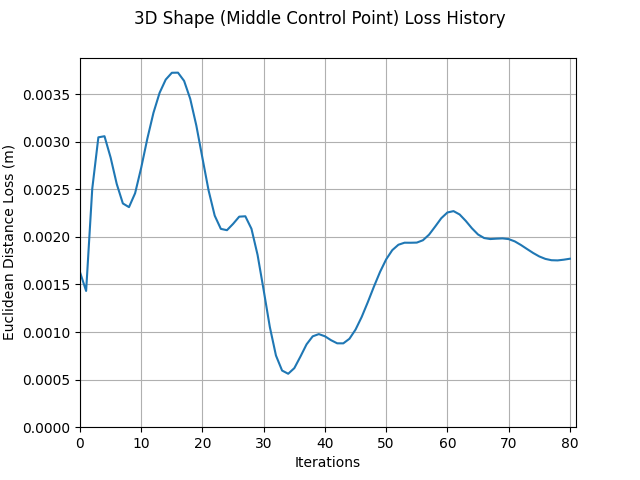 3D Shape (Middle Control Point) Loss History
Euclidean Distance Loss (m)
0.0035
0.0030
0.0025
0.0020
0.0015
0.0010
0.0005
0.0000
0 10 20 30 40 50 60 70 80
Iterations